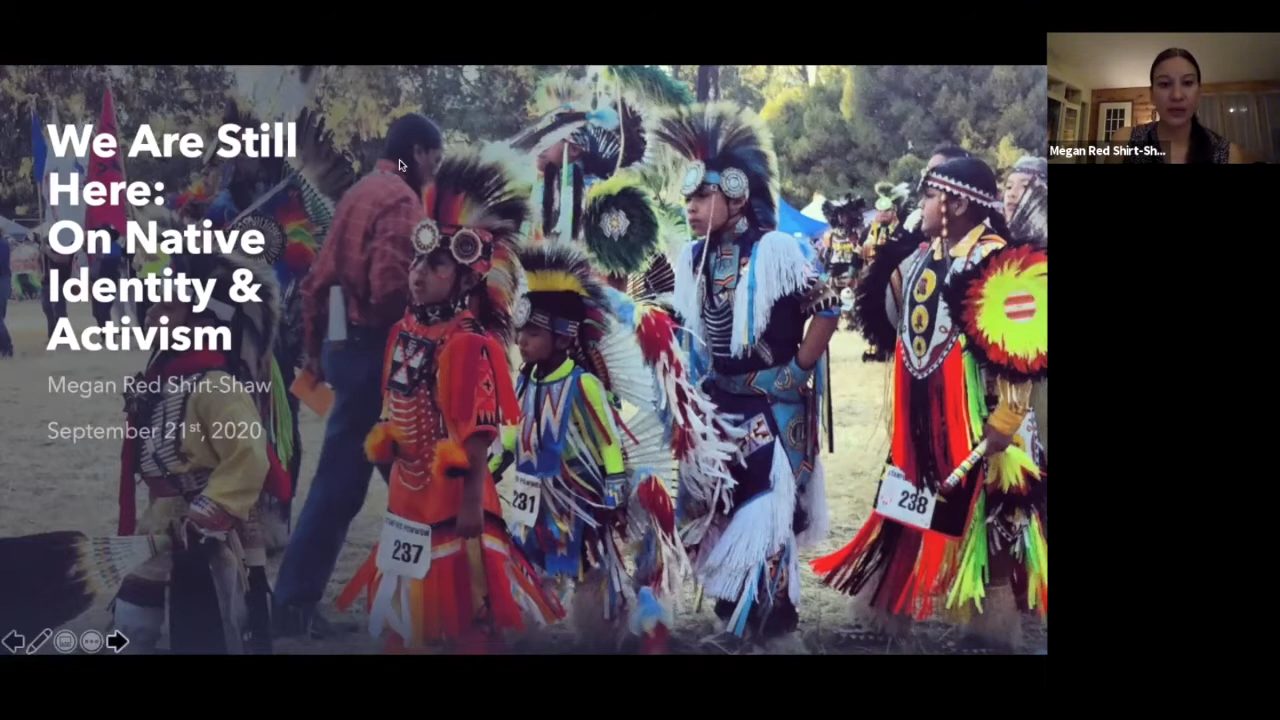 We Are Still
Here:
On Native
Identity &
Activism
Megan Red Shirt-Shaw
September 21st, 2020
Megan Red Shirt-Sh...
237
231
238